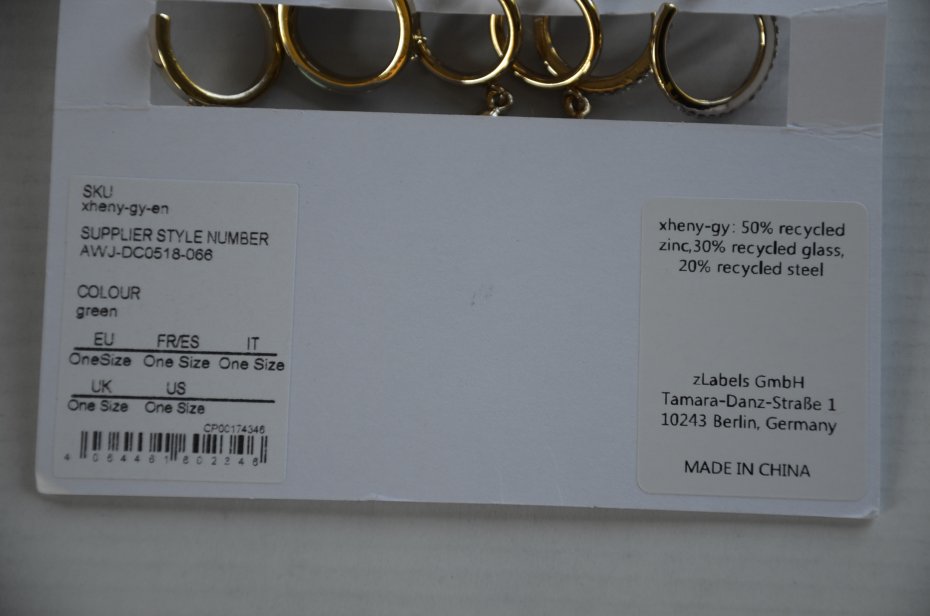 SKU
xheny-gy-en
SUPPLIER STYLE NUMBER
AWJ-DC0518-066
COLOUR
green
EU FR/ES IT
OneSize One Size One Size
UK US
One Size One Size
CP00174346
4 064461 802346
xheny-gy: 50% recycled
zinc,30% recycled glass,
20% recycled steel
zLabels GmbH
Tamara-Danz-Straße 1
10243 Berlin, Germany
MADE IN CHINA